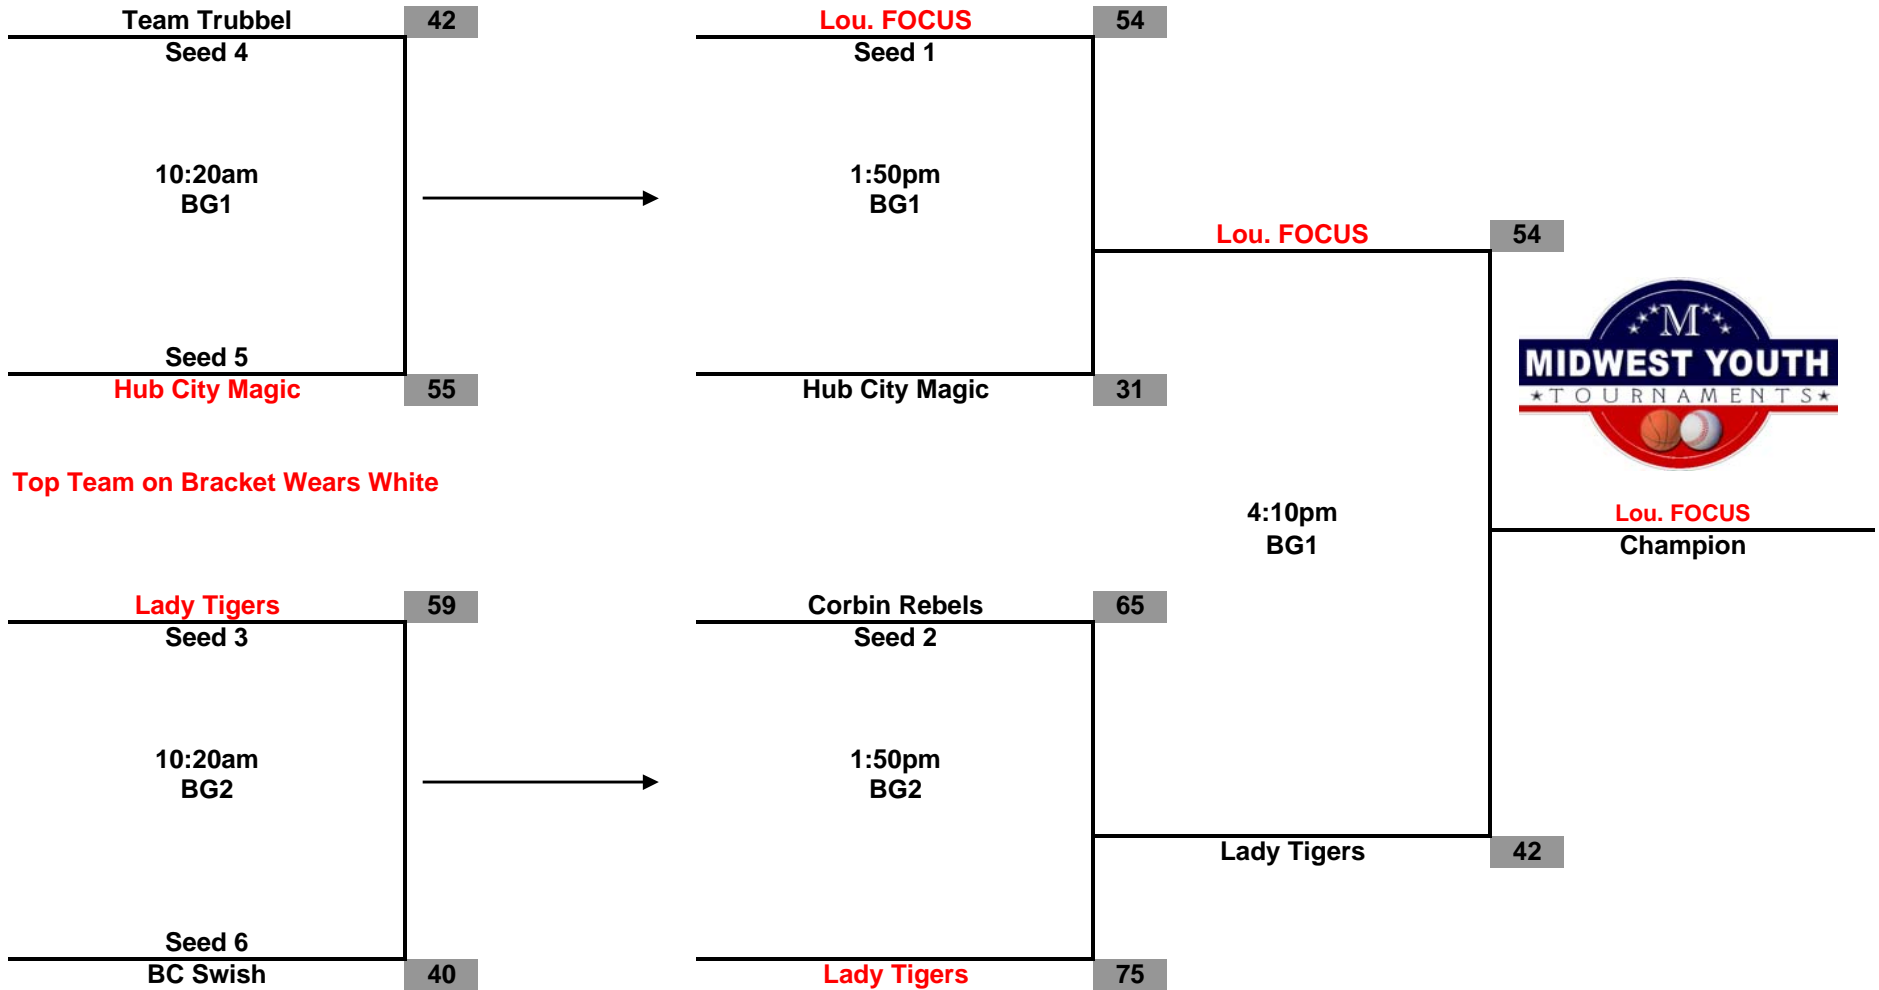 Team Trubbel 42
Seed 4
10:20am
BG1
Seed 5
Hub City Magic 55
Lou. FOCUS 54
Seed 1
1:50pm
BG1
Hub City Magic 31
Lou. FOCUS 54
M
MIDWEST YOUTH
★TOURNAMENTS★
Top Team on Bracket Wears White
4:10pm
BG1
Lou. FOCUS
Champion
Lady Tigers 59
Seed 3
10:20am
BG2
Seed 6
BC Swish 40
Corbin Rebels 65
Seed 2
1:50pm
BG2
Lady Tigers 75
Lady Tigers 42